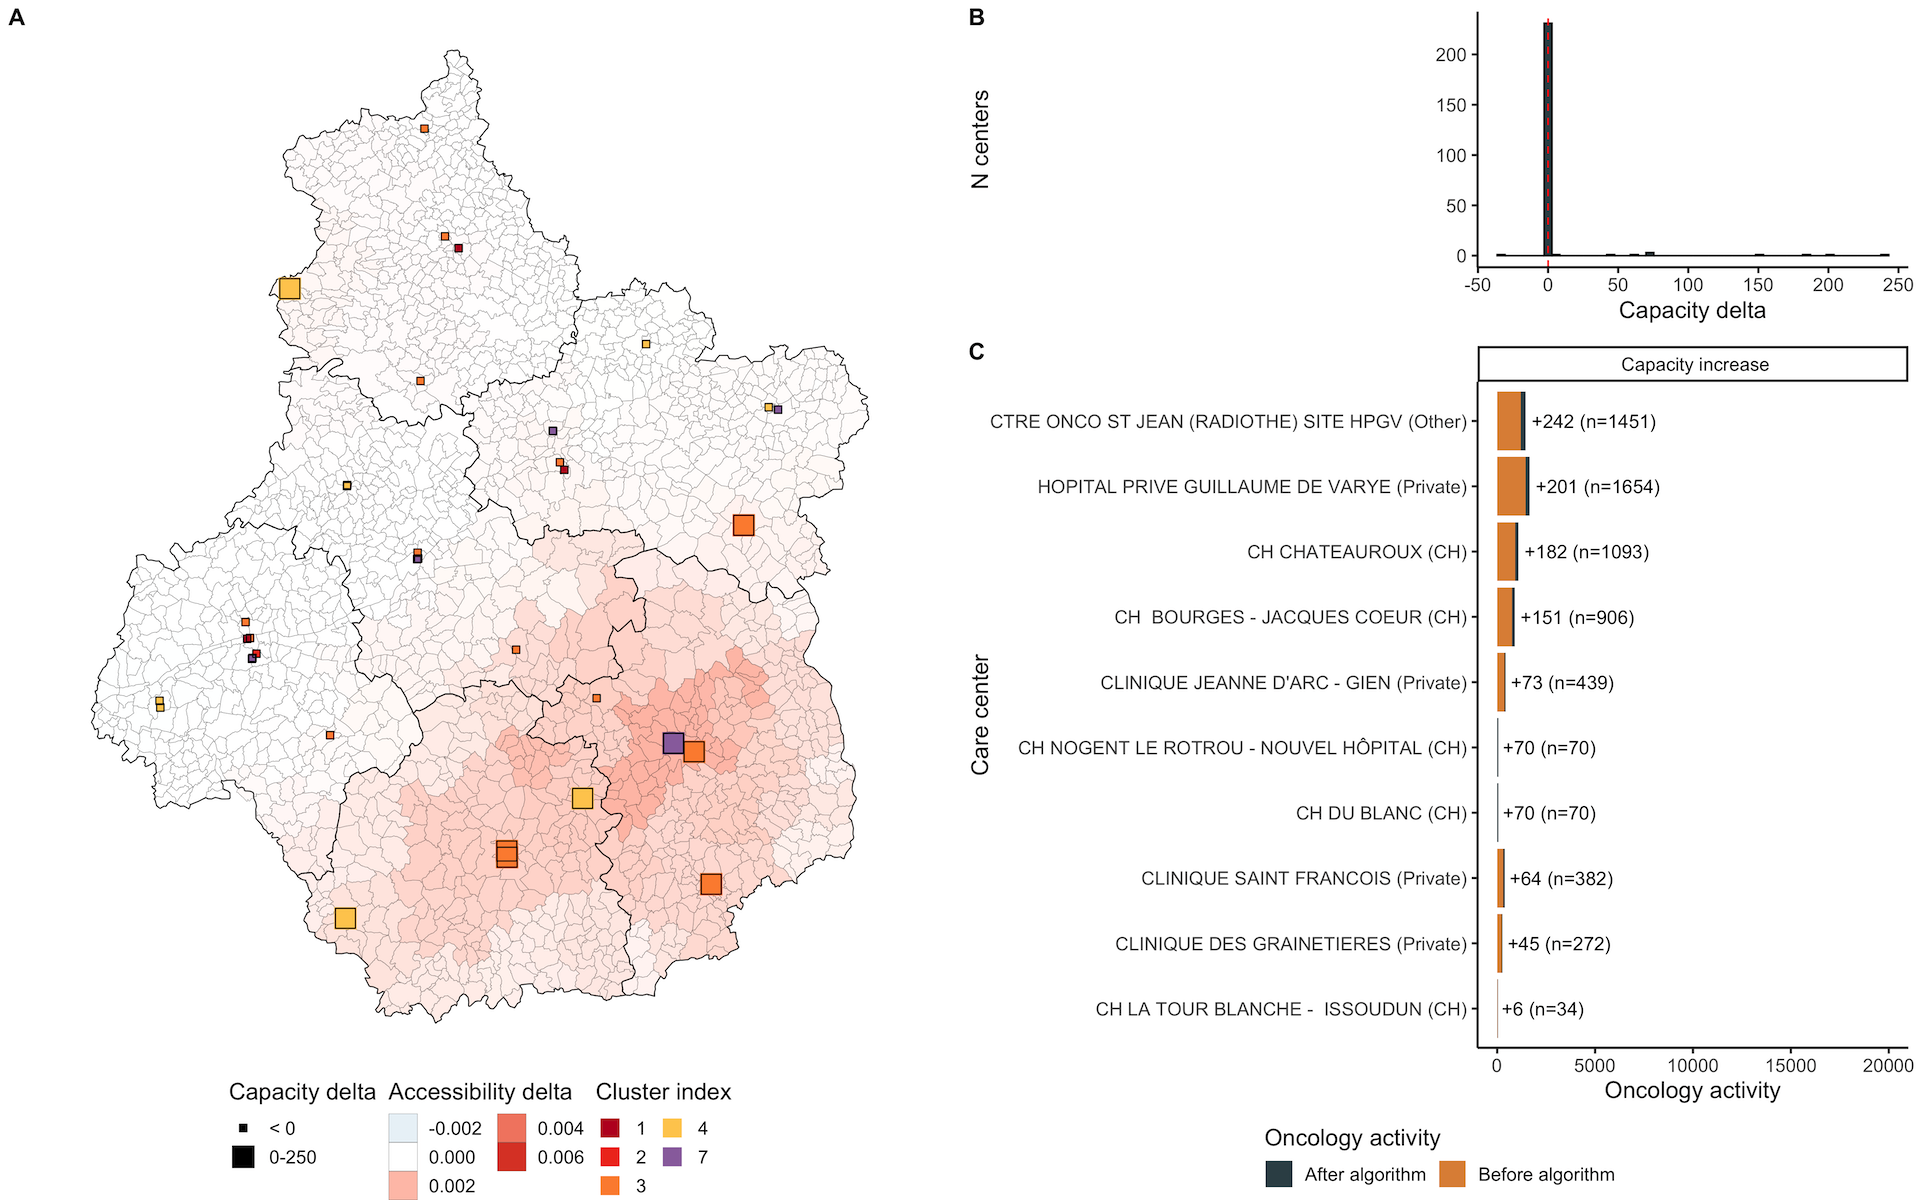 A
Capacity delta
< 0
0-250
Accessibility delta
-0.002
0.000
0.002
0.004
0.006
Cluster index
1
2
3
4
7
B
N centers
200
150
100
50
0
-50 0 50 100 150 200 250
Capacity delta
C
Capacity increase
Care center
CTRE ONCO ST JEAN (RADIOTHE) SITE HPGV (Other) +242 (n=1451)
HOPITAL PRIVE GUILLAUME DE VARYE (Private) +201 (n=1654)
CH CHATEAUROUX (CH) +182 (n=1093)
CH  BOURGES - JACQUES COEUR (CH) +151 (n=906)
CLINIQUE JEANNE D'ARC - GIEN (Private) +73 (n=439)
CH NOGENT LE ROTROU - NOUVEL HÔPITAL (CH) +70 (n=70)
CH DU BLANC (CH) +70 (n=70)
CLINIQUE SAINT FRANCOIS (Private) +64 (n=382)
CLINIQUE DES GRAINETIERES (Private) +45 (n=272)
CH LA TOUR BLANCHE -  ISSOUDUN (CH) +6 (n=34)
0 5000 10000 15000 20000
Oncology activity
Oncology activity
After algorithm Before algorithm